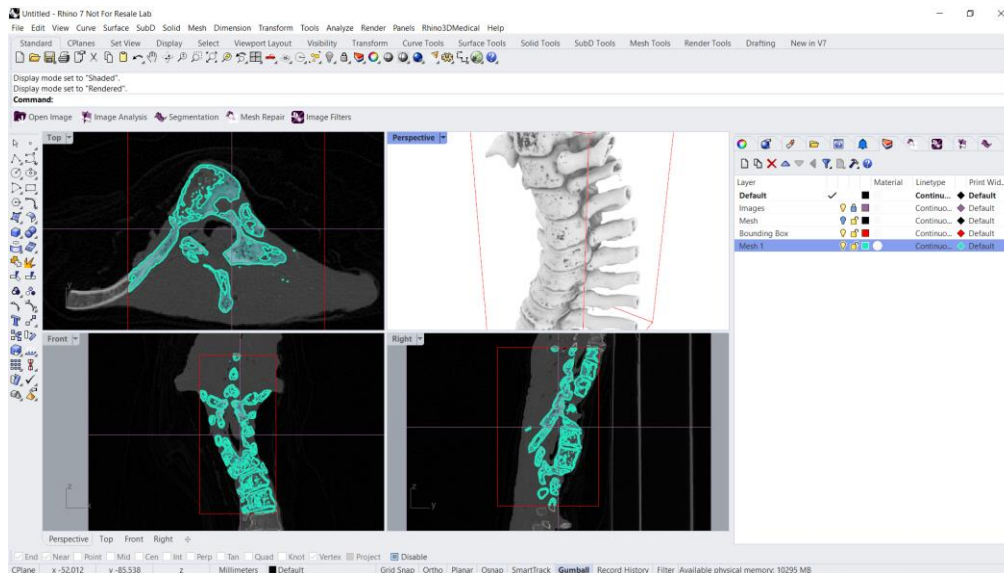 Untitled - Rhino 7 Not For Resale Lab
File Edit View Curve Surface SubD Solid Mesh Dimension Transform Tools Analyze Render Panels Rhino3DMedical Help
Standard CPlanes Set View Display Select Viewport Layout Visibility Transform Curve Tools Surface Tools Solid Tools SubD Tools Mesh Tools Render Tools Drafting New in V7
Display mode set to "Shaded".
Display mode set to "Rendered".
Command:
Open Image Image Analysis Segmentation Mesh Repair Image Filters
Top
Perspective
Layer Material Linetype Print Wid...
Default Continu... Default
Images Continuo... Default
Mesh Continuo... Default
Bounding Box Continuo... Default
Mesh 1 Continuo... Default
y
Front
Right
z
x
z
y
Perspective Top Front Right
End Near Point Mid Cen Int Perp Tan Quad Knot Vertex Project Disable
CPlane x -52.012 y -85.538 z Millimeters Default Grid Snap Ortho Planar Osnap SmartTrack Gumball Record History Filter Available physical memory: 10295 MB